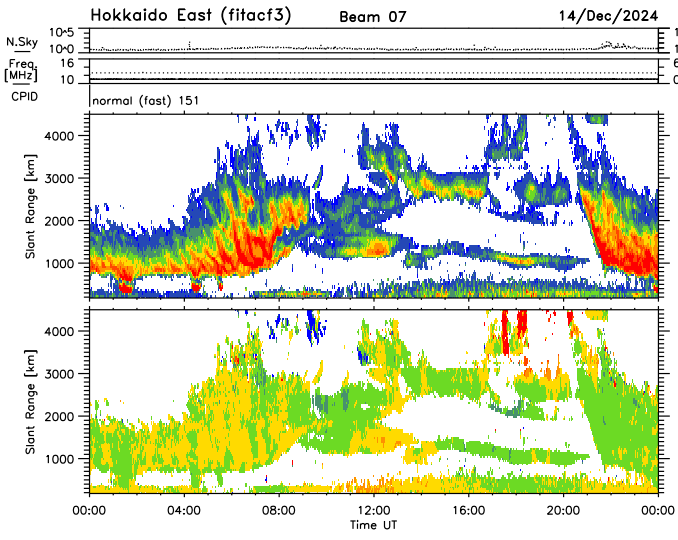 Hokkaido East (fitacf3) Beam 07 14/Dec/2024
N.Sky 10^5 10^0
Freq. [MHz] 16 10 6 0
CPID normal (fast) 151
Slant Range [km] 4000 3000 2000 1000
Slant Range [km] 4000 3000 2000 1000
00:00 04:00 08:00 12:00 16:00 20:00 00:00
Time UT